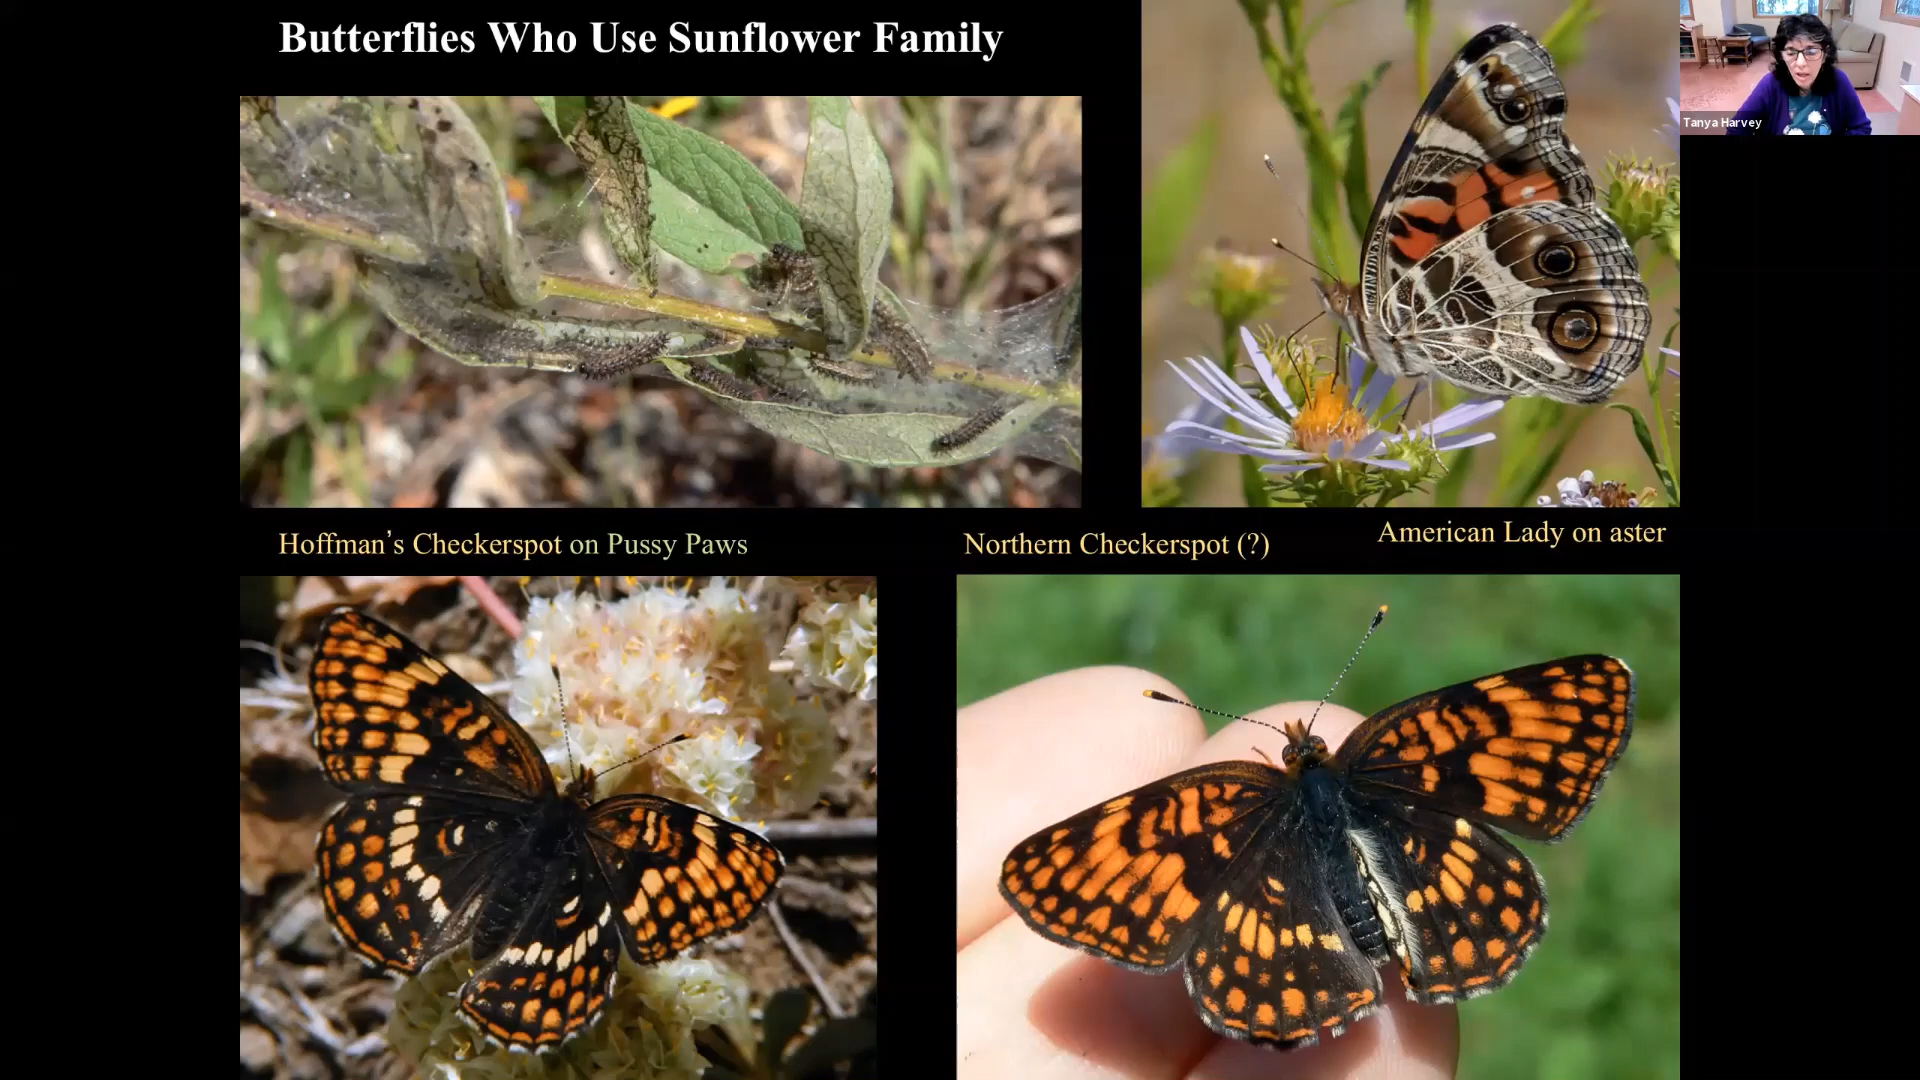 Butterflies Who Use Sunflower Family
Tanya Harvey
Hoffman's Checkerspot on Pussy Paws
Northern Checkerspot (?)
American Lady on aster